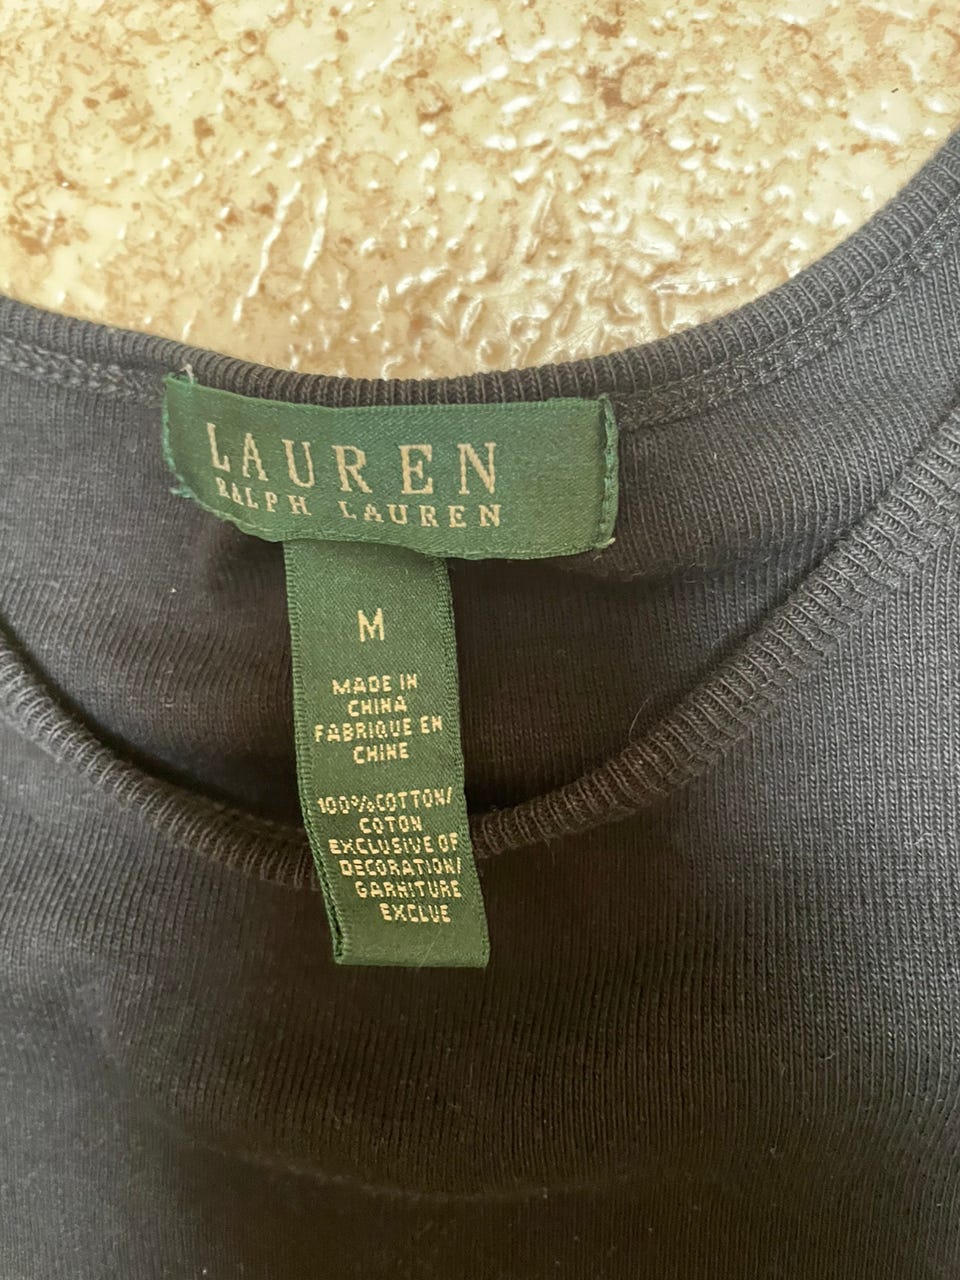 LAUREN
RALPH LAUREN
M
MADE IN
CHINA
FABRIQUE EN
CHINE
100%COTTON/
COTON
EXCLUSIVE OF
DECORATION/
GARNITURE
EXCLUE